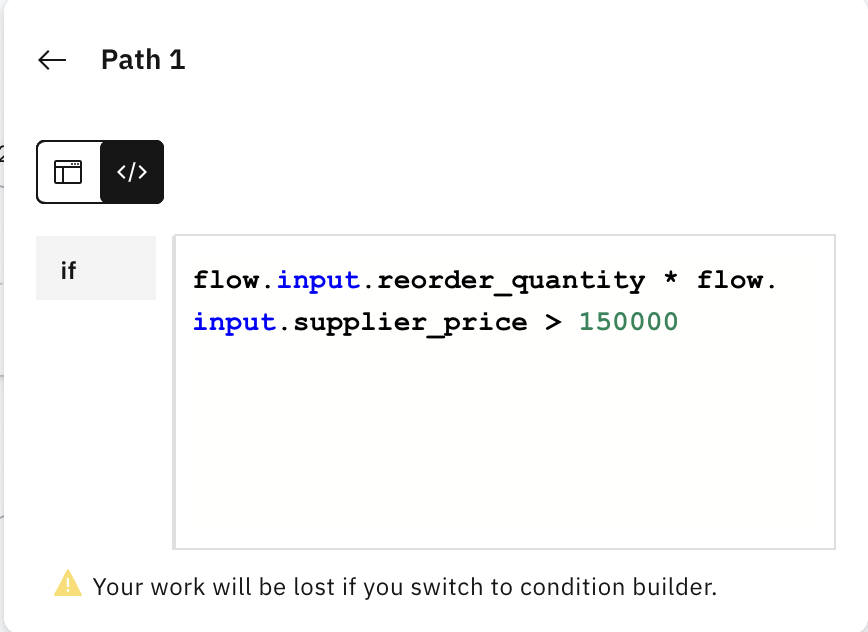 Path 1
</>
if
flow.input.reorder_quantity * flow.
input.supplier_price > 150000
Your work will be lost if you switch to condition builder.